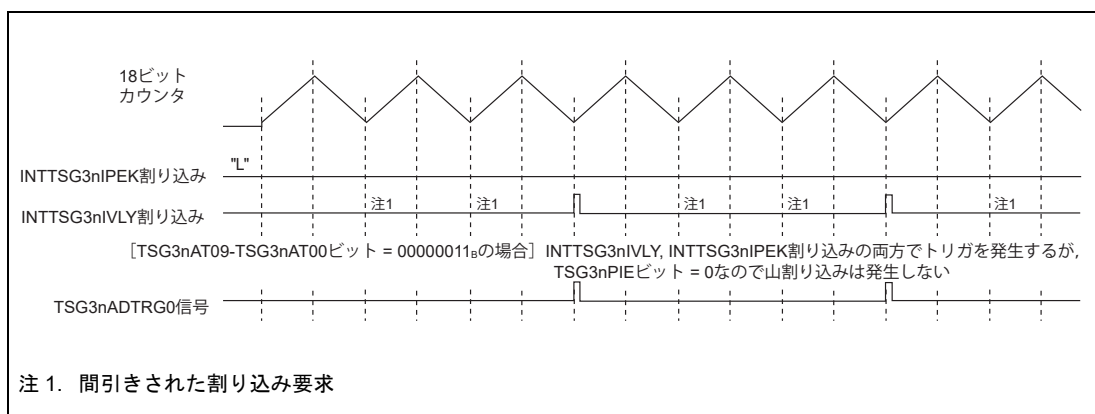 18ビット
カウンタ
"L"
INTTSG3nIPEK割り込み
注1 注1 注1 注1 注1
INTTSG3nIVLY割り込み
[TSG3nAT09-TSG3nAT00ビット = 00000011Bの場合] INTTSG3nIVLY, INTTSG3nIPEK割り込みの両方でトリガを発生するが,
TSG3nPIEビット = 0なので山割り込みは発生しない
TSG3nADTRG0信号
注 1. 間引きされた割り込み要求